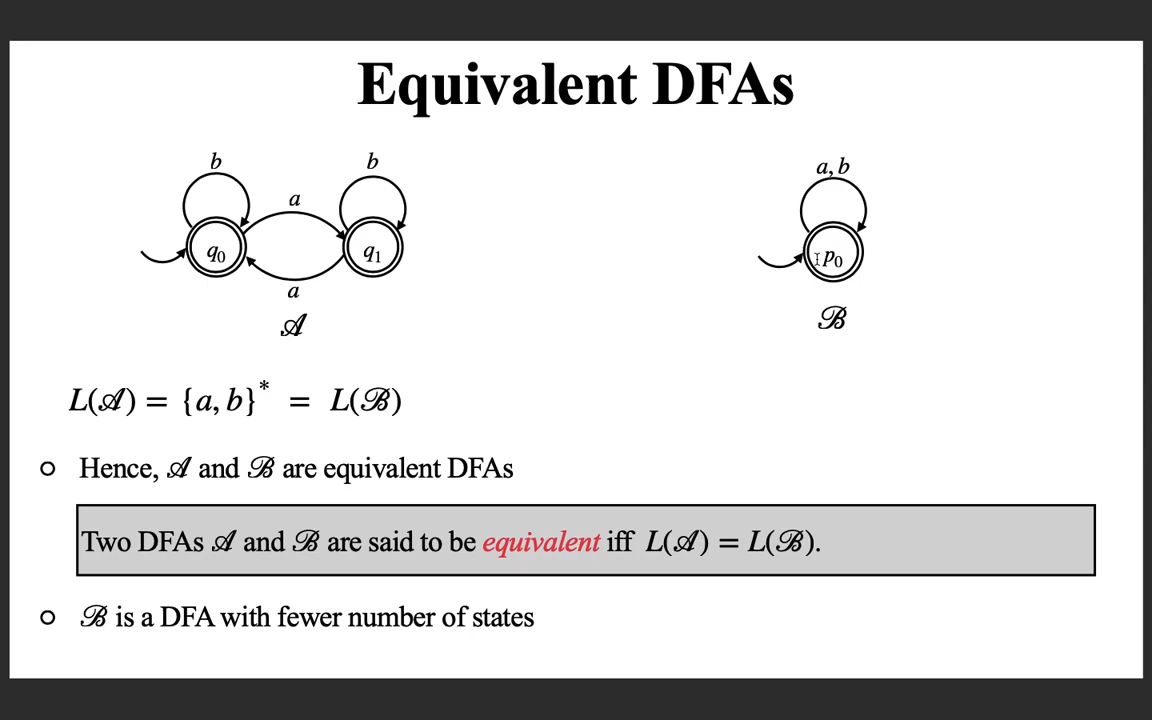 Equivalent DFAs
b b a, b
a
q₀ q₁ p₀
a
𝒜 ℬ
L(𝒜) = {a, b}* = L(ℬ)
Hence, 𝒜 and ℬ are equivalent DFAs
Two DFAs 𝒜 and ℬ are said to be equivalent iff L(𝒜) = L(ℬ).
ℬ is a DFA with fewer number of states